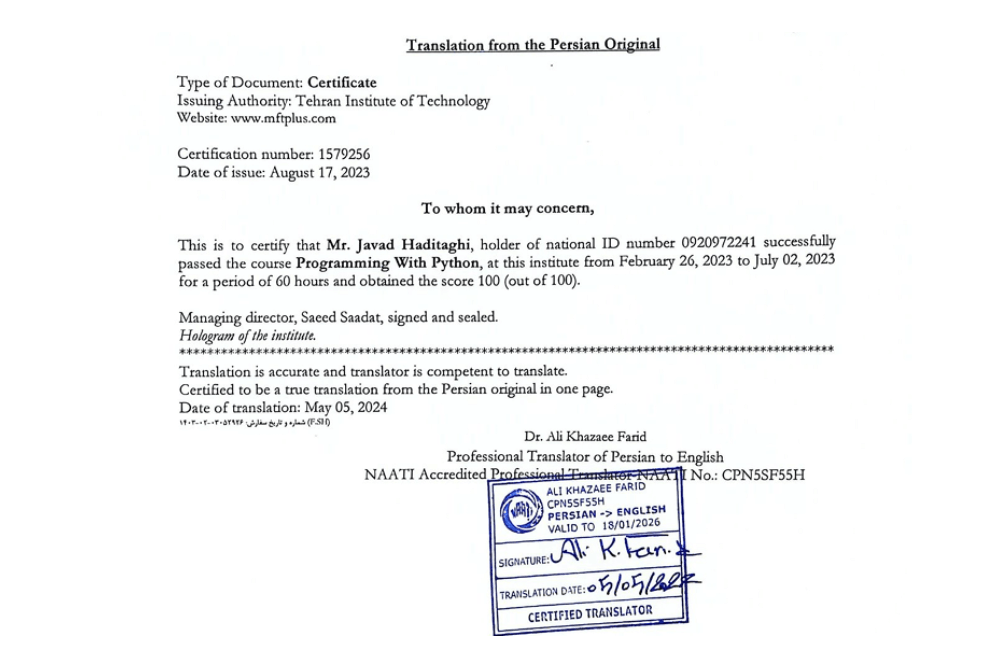 Translation from the Persian Original
Type of Document: Certificate
Issuing Authority: Tehran Institute of Technology
Website: www.mftplus.com
Certification number: 1579256
Date of issue: August 17, 2023
To whom it may concern,
This is to certify that Mr. Javad Haditaghi, holder of national ID number 0920972241 successfully
passed the course Programming With Python, at this institute from February 26, 2023 to July 02, 2023
for a period of 60 hours and obtained the score 100 (out of 100).
Managing director, Saeed Saadat, signed and sealed.
Hologram of the institute.
**********************************************************************************************
Translation is accurate and translator is competent to translate.
Certified to be a true translation from the Persian original in one page.
Date of translation: May 05, 2024
(F.SH) شماره و تاریخ سفارش:
Dr. Ali Khazaee Farid
Professional Translator of Persian to English
NAATI Accredited Professional Translator-NAATI No.: CPN5SF55H
NAATI
ALI KHAZAEE FARID
CPN5SF55H
PERSIAN -> ENGLISH
VALID TO 18/01/2026
SIGNATURE: Ali K. Fari
TRANSLATION DATE: 05/05/
CERTIFIED TRANSLATOR